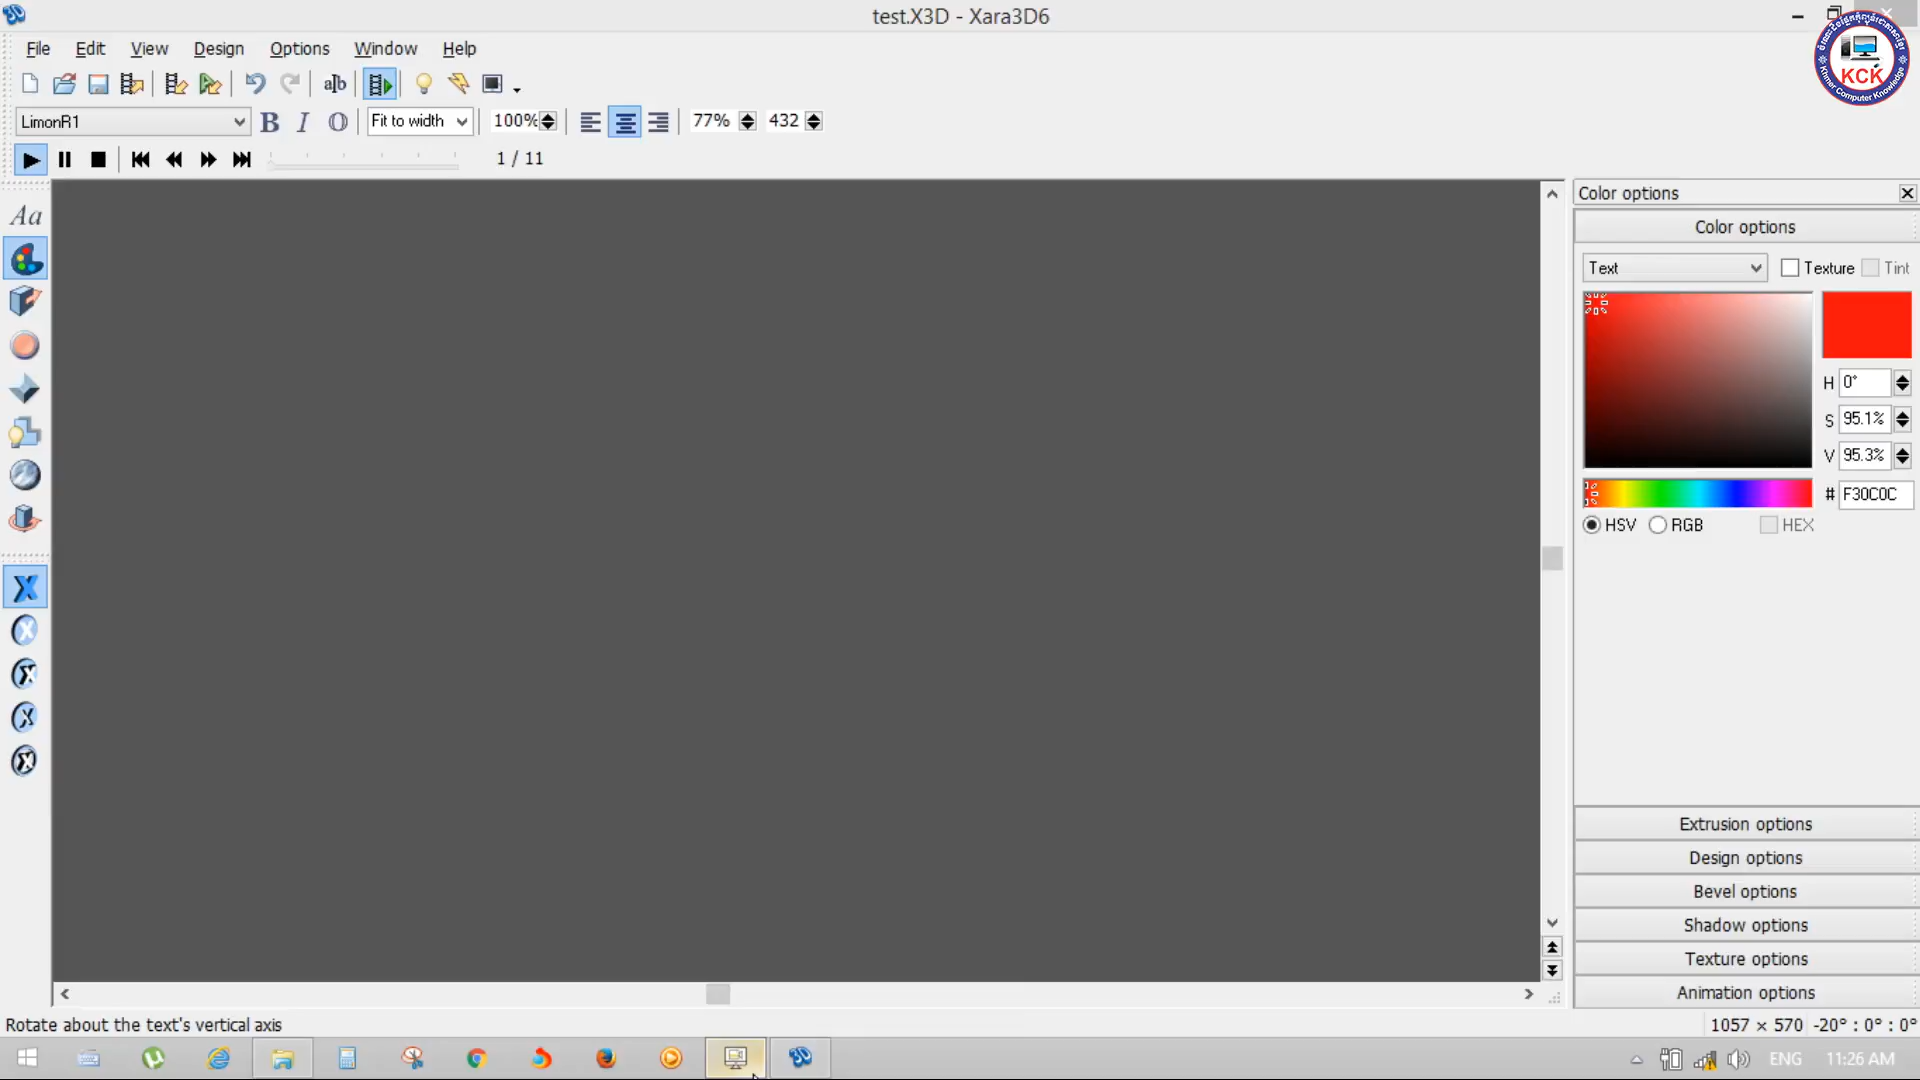 test.X3D - Xara3D6
File Edit View Design Options Window Help
a|b
LimonR1 B I O Fit to width 100% 77% 432
1 / 11
Aa
Color options
Color options
Text Texture Tint
H 0°
S 95.1%
V 95.3%
# F30C0C
HSV RGB HEX
Extrusion options
Design options
Bevel options
Shadow options
Texture options
Animation options
Rotate about the text's vertical axis
1057 × 570 -20° : 0° : 0°
ENG 11:26 AM
KCK
Khmer Computer Knowledge